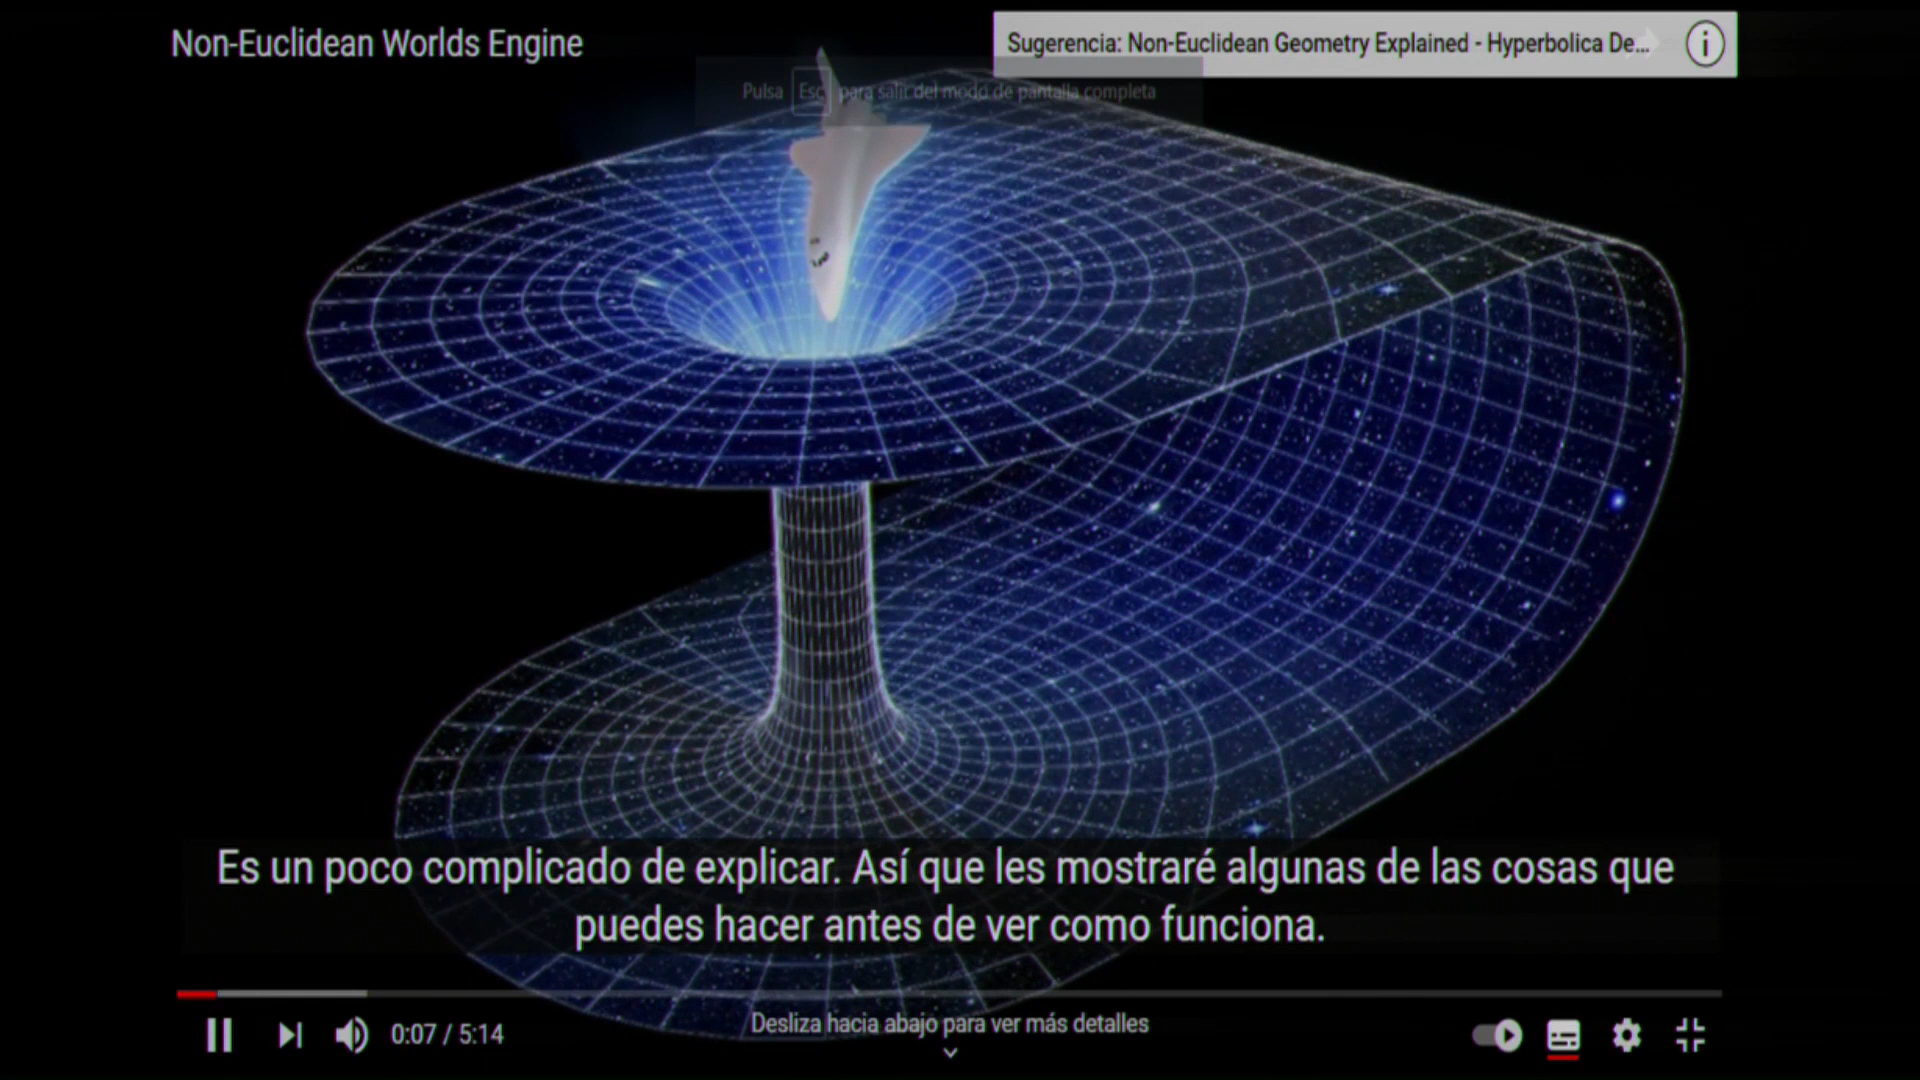 Non-Euclidean Worlds Engine
Sugerencia: Non-Euclidean Geometry Explained - Hyperbolica De...
Pulsa Esc para salir del modo de pantalla completa
Es un poco complicado de explicar. Así que les mostraré algunas de las cosas que
puedes hacer antes de ver como funciona.
0:07 / 5:14
Desliza hacia abajo para ver más detalles